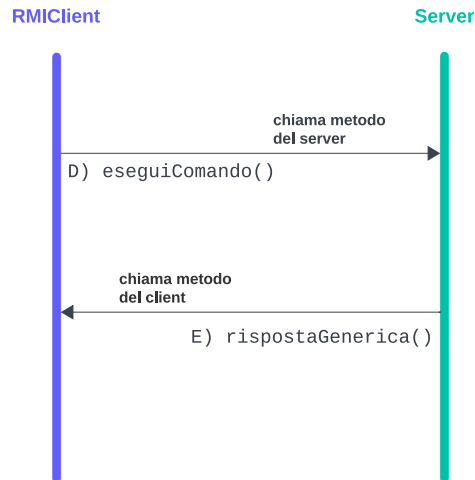 RMIClient
Server
chiama metodo
del server
D) eseguiComando()
chiama metodo
del client
E) rispostaGenerica()